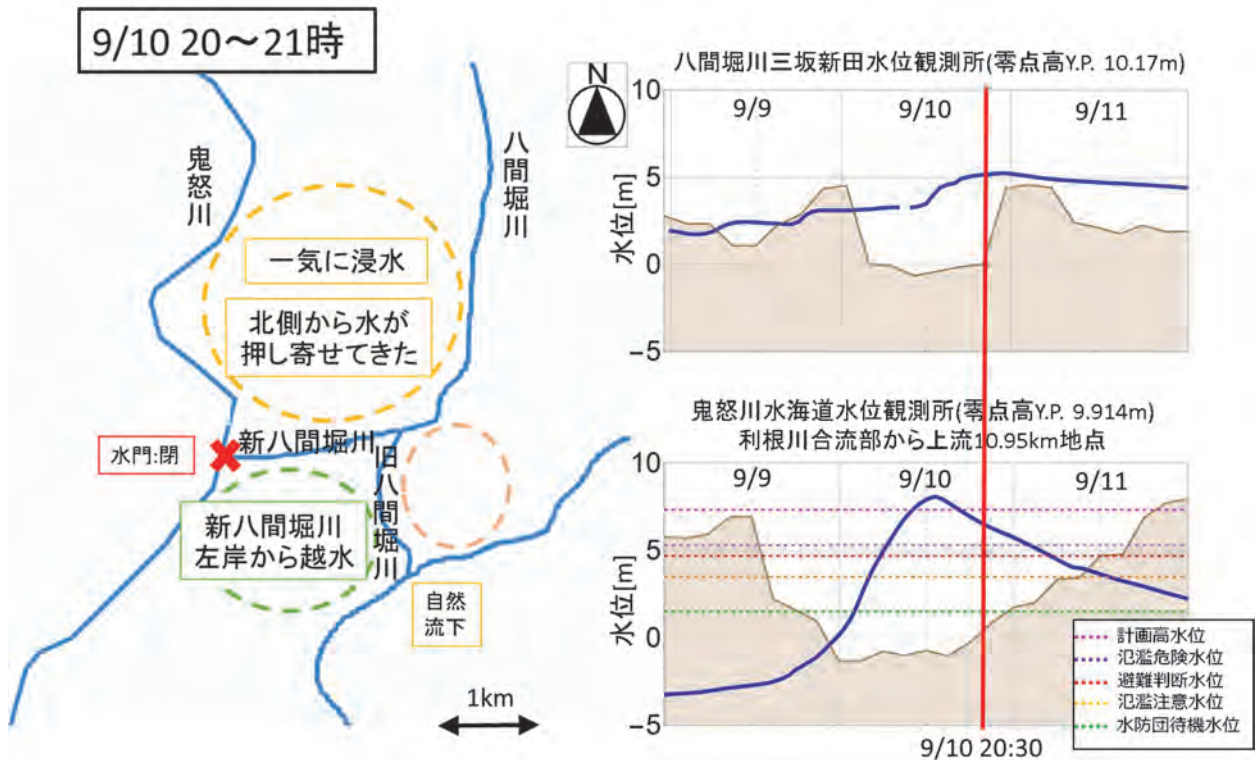 9/10 20～21時
鬼怒川
八間堀川
一気に浸水
北側から水が
押し寄せてきた
水門:閉
新八間堀川
旧八間堀川
新八間堀川
左岸から越水
自然
流下
1km
N
八間堀川三坂新田水位観測所(零点高Y.P. 10.17m)
10
5
0
−5
水位[m]
9/9
9/10
9/11
鬼怒川水海道水位観測所(零点高Y.P. 9.914m)
利根川合流部から上流10.95km地点
10
5
0
−5
水位[m]
9/9
9/10
9/11
計画高水位
氾濫危険水位
避難判断水位
氾濫注意水位
水防団待機水位
9/10 20:30